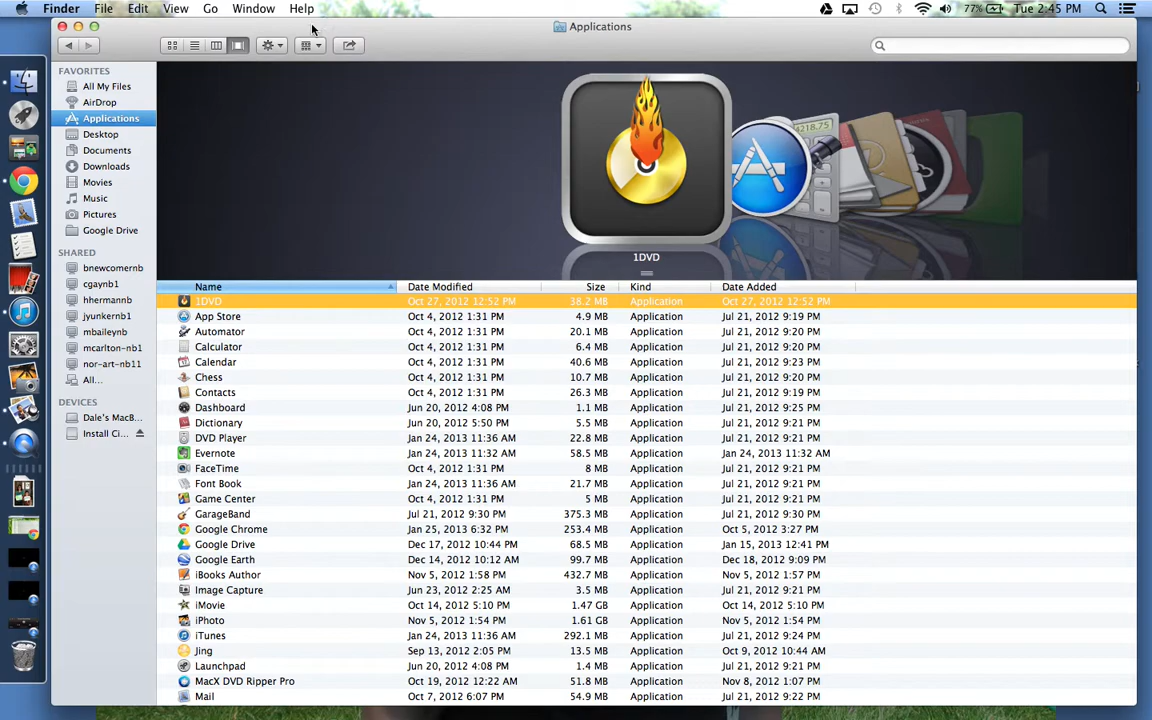 Finder File Edit View Go Window Help 77% Tue 2:45 PM
Applications
FAVORITES
All My Files
AirDrop
Applications
Desktop
Documents
Downloads
Movies
Music
Pictures
Google Drive
SHARED
bnewcomernb
cgaynb1
hhermannb
jyunkernb1
mbaileynb
mcarlton-nb1
nor-art-nb11
All...
DEVICES
Dale's MacB...
Install Ci...
218.75
1DVD
Name Date Modified Size Kind Date Added
1DVD Oct 27, 2012 12:52 PM 38.2 MB Application Oct 27, 2012 12:52 PM
App Store Oct 4, 2012 1:31 PM 4.9 MB Application Jul 21, 2012 9:19 PM
Automator Oct 4, 2012 1:31 PM 20.1 MB Application Jul 21, 2012 9:20 PM
Calculator Oct 4, 2012 1:31 PM 6.4 MB Application Jul 21, 2012 9:20 PM
Calendar Oct 4, 2012 1:31 PM 40.6 MB Application Jul 21, 2012 9:23 PM
Chess Oct 4, 2012 1:31 PM 10.7 MB Application Jul 21, 2012 9:20 PM
Contacts Oct 4, 2012 1:31 PM 26.3 MB Application Jul 21, 2012 9:19 PM
Dashboard Jun 20, 2012 4:08 PM 1.1 MB Application Jul 21, 2012 9:25 PM
Dictionary Jun 20, 2012 5:50 PM 5.5 MB Application Jul 21, 2012 9:21 PM
DVD Player Jan 24, 2013 11:36 AM 22.8 MB Application Jul 21, 2012 9:21 PM
Evernote Jan 24, 2013 11:32 AM 58.5 MB Application Jan 24, 2013 11:32 AM
FaceTime Oct 4, 2012 1:31 PM 8 MB Application Jul 21, 2012 9:21 PM
Font Book Jan 24, 2013 11:36 AM 21.7 MB Application Jul 21, 2012 9:21 PM
Game Center Oct 4, 2012 1:31 PM 5 MB Application Jul 21, 2012 9:21 PM
GarageBand Jul 21, 2012 9:30 PM 375.3 MB Application Jul 21, 2012 9:30 PM
Google Chrome Jan 25, 2013 6:32 PM 253.4 MB Application Oct 5, 2012 3:27 PM
Google Drive Dec 17, 2012 10:44 PM 68.5 MB Application Jan 15, 2013 12:41 PM
Google Earth Dec 14, 2012 10:12 AM 99.7 MB Application Dec 18, 2012 9:09 PM
iBooks Author Nov 5, 2012 1:58 PM 432.7 MB Application Nov 5, 2012 1:57 PM
Image Capture Jun 23, 2012 2:25 AM 3.5 MB Application Jul 21, 2012 9:21 PM
iMovie Oct 14, 2012 5:10 PM 1.47 GB Application Oct 14, 2012 5:10 PM
iPhoto Nov 5, 2012 1:54 PM 1.61 GB Application Nov 5, 2012 1:54 PM
iTunes Jan 24, 2013 11:36 AM 292.1 MB Application Jul 21, 2012 9:24 PM
Jing Sep 13, 2012 2:05 PM 13.5 MB Application Oct 9, 2012 10:44 AM
Launchpad Jun 20, 2012 4:08 PM 1.4 MB Application Jul 21, 2012 9:21 PM
MacX DVD Ripper Pro Oct 19, 2012 12:22 AM 51.8 MB Application Nov 8, 2012 1:07 PM
Mail Oct 7, 2012 6:07 PM 54.9 MB Application Jul 21, 2012 9:22 PM